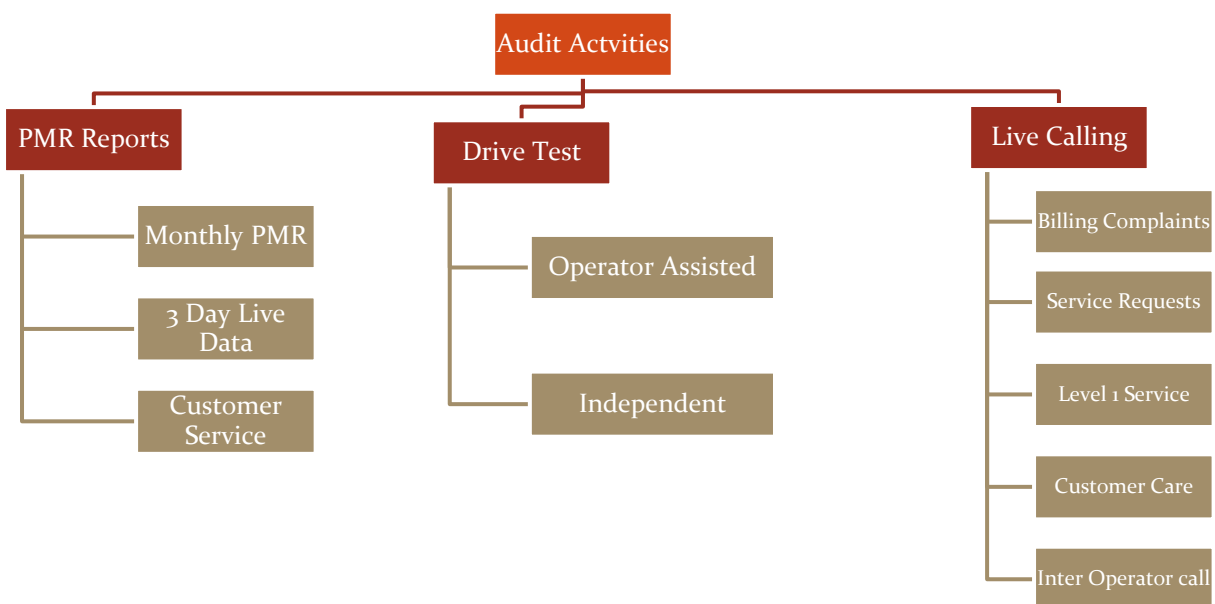 Audit Actvities
PMR Reports
Monthly PMR
3 Day Live
Data
Customer
Service
Drive Test
Operator Assisted
Independent
Live Calling
Billing Complaints
Service Requests
Level 1 Service
Customer Care
Inter Operator call